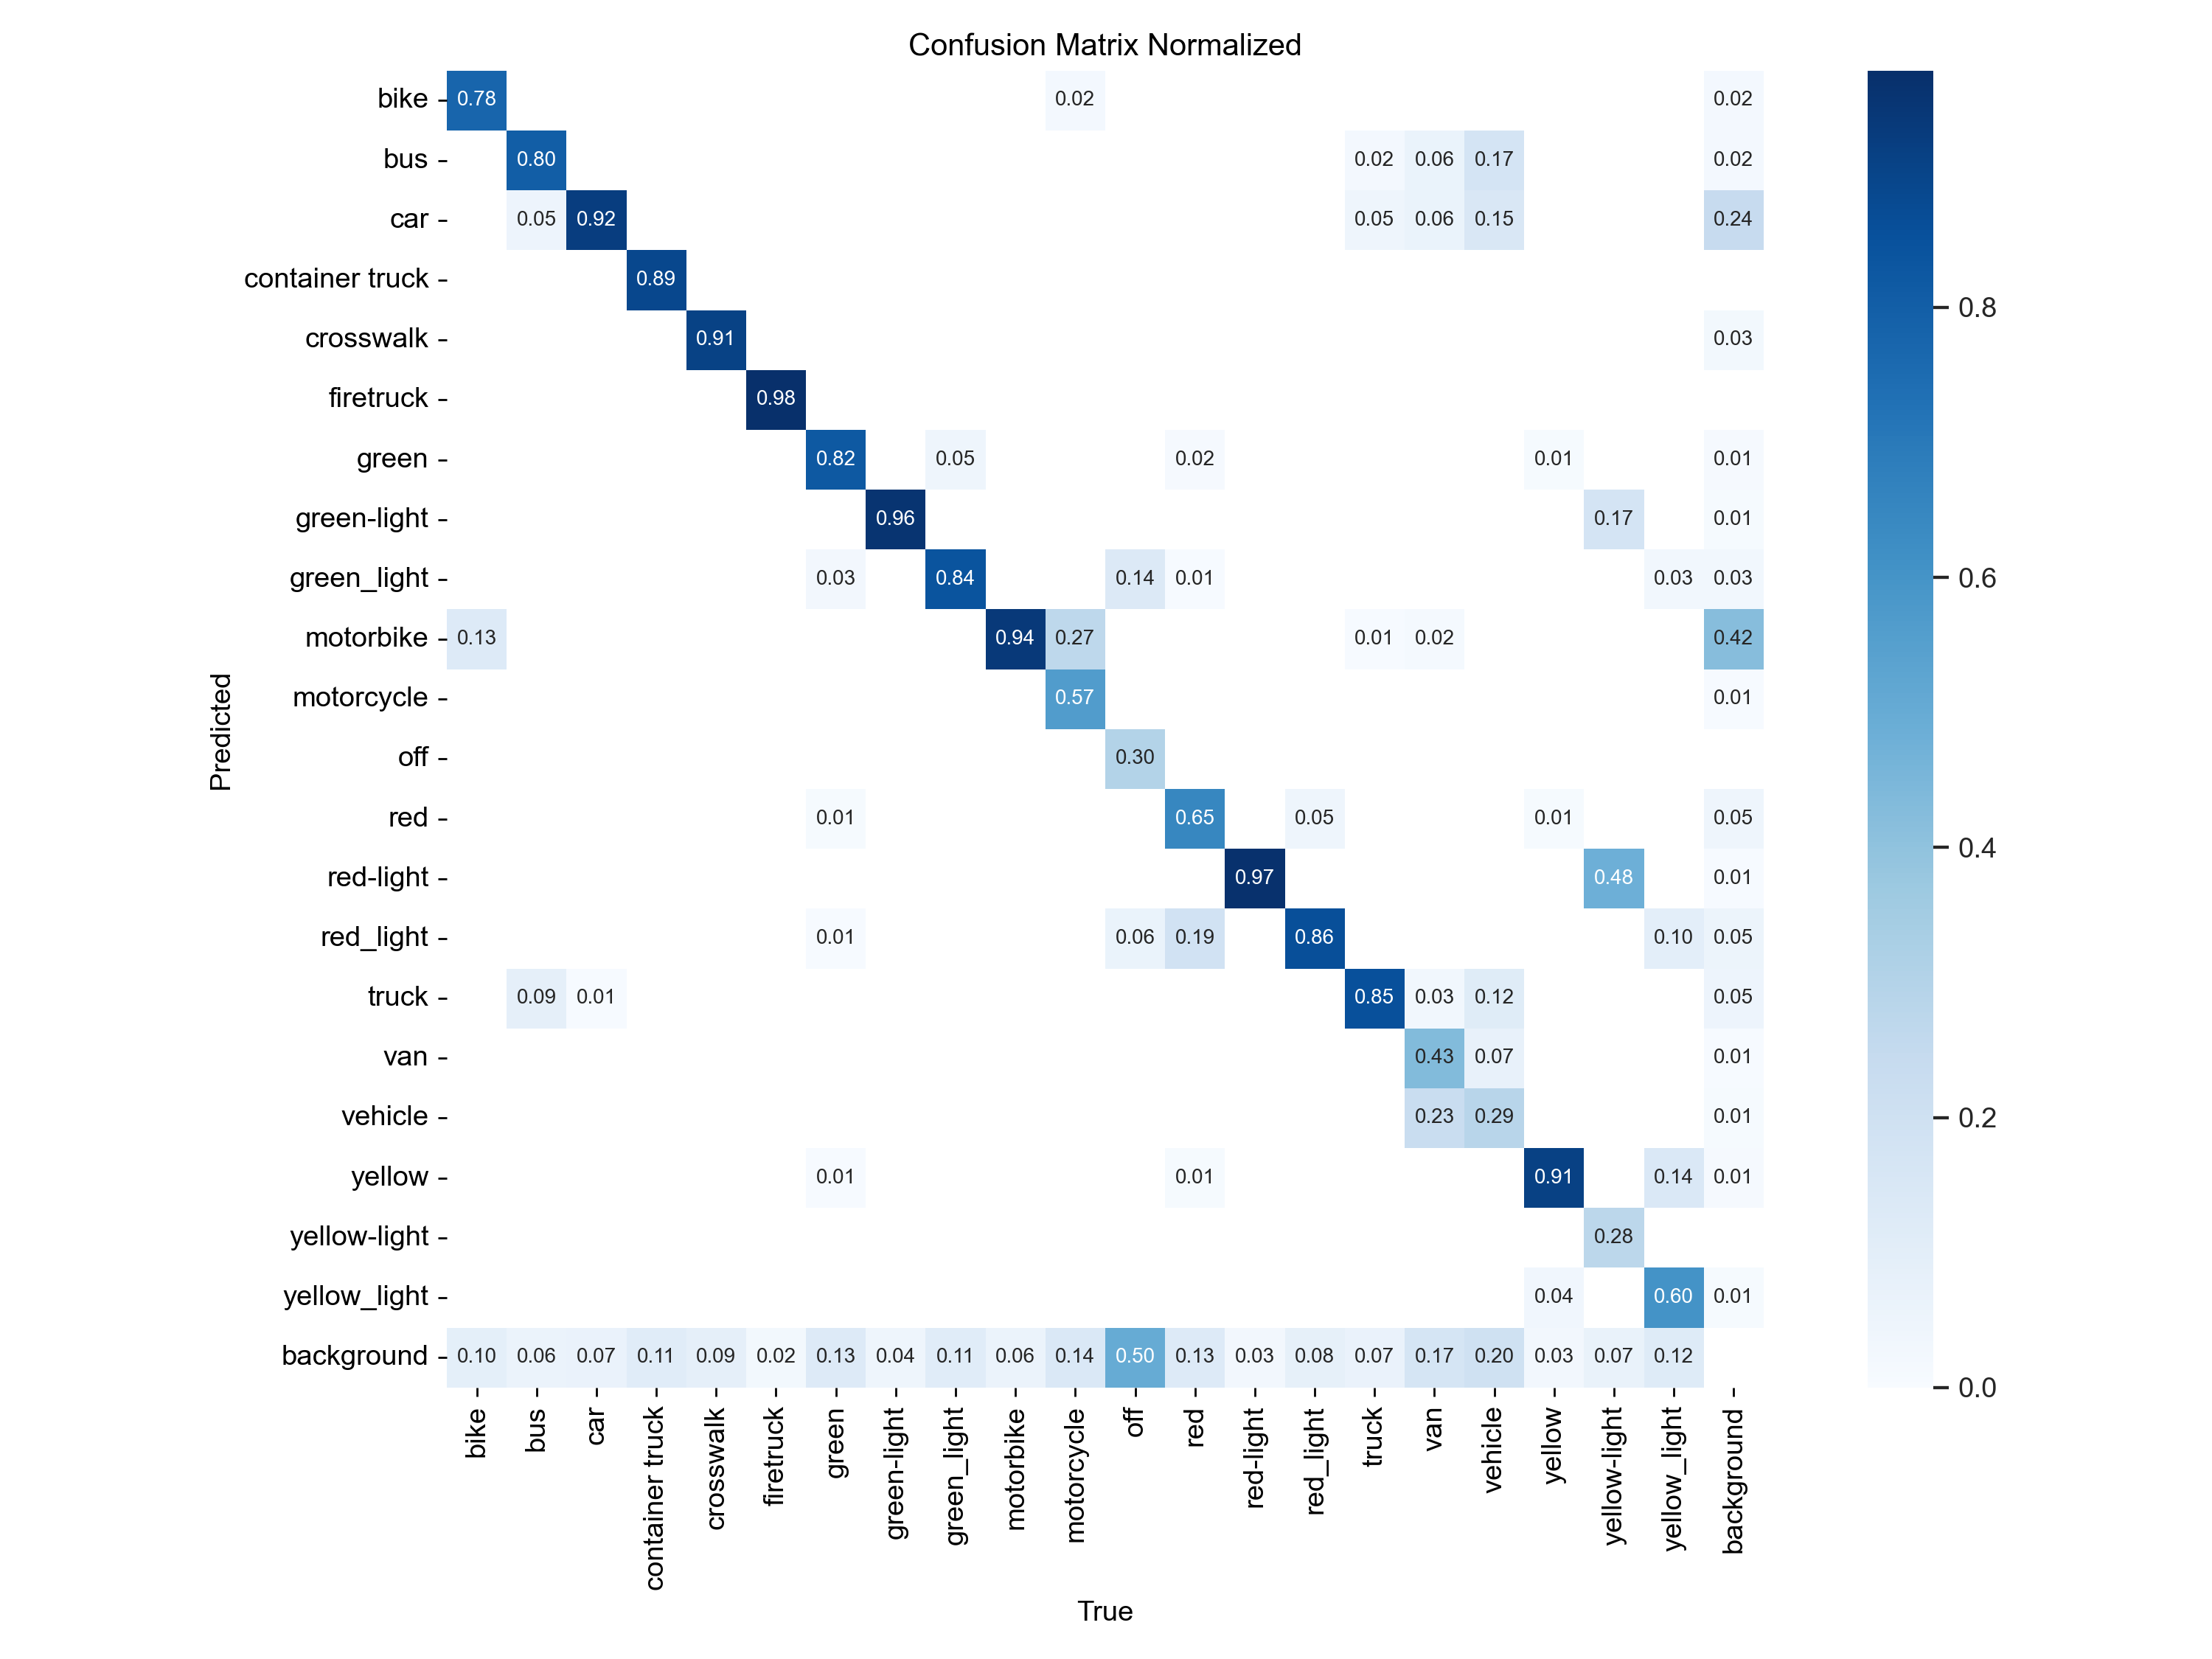 Confusion Matrix Normalized
bike 0.78 0.02 0.02
bus 0.80 0.02 0.06 0.17 0.02
car 0.05 0.92 0.05 0.06 0.15 0.24
container truck 0.89
0.8
crosswalk 0.91 0.03
firetruck 0.98
green 0.82 0.05 0.02 0.01 0.01
green-light 0.96 0.17 0.01
green_light 0.03 0.84 0.14 0.01 0.03 0.03
0.6
motorbike 0.13 0.94 0.27 0.01 0.02 0.42
motorcycle 0.57 0.01
Predicted
off 0.30
red 0.01 0.65 0.05 0.01 0.05
0.4
red-light 0.97 0.48 0.01
red_light 0.01 0.06 0.19 0.86 0.10 0.05
truck 0.09 0.01 0.85 0.03 0.12 0.05
van 0.43 0.07 0.01
vehicle 0.23 0.29 0.01
0.2
yellow 0.01 0.01 0.91 0.14 0.01
yellow-light 0.28
yellow_light 0.04 0.60 0.01
background 0.10 0.06 0.07 0.11 0.09 0.02 0.13 0.04 0.11 0.06 0.14 0.50 0.13 0.03 0.08 0.07 0.17 0.20 0.03 0.07 0.12
0.0
bike
bus
car
container truck
crosswalk
firetruck
green
green-light
green_light
motorbike
motorcycle
off
red
red-light
red_light
truck
van
vehicle
yellow
yellow-light
yellow_light
background
True